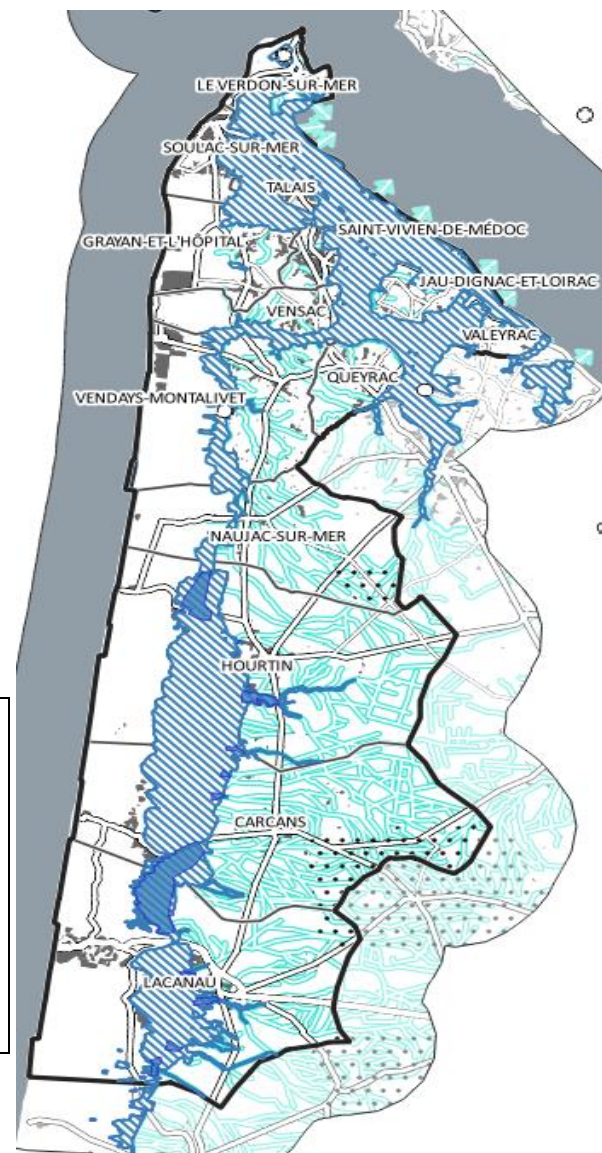 LE VERDON-SUR-MER
SOULAC-SUR-MER
TALAIS
SAINT-VIVIEN-DE-MÉDOC
GRAYAN-ET-L'HÔPITAL
JAU-DIGNAC-ET-LOIRAC
VENSAC
VALEYRAC
QUEYRAC
VENDAYS-MONTALIVET
NAUJAC-SUR-MER
HOURTIN
CARCANS
LACANAU